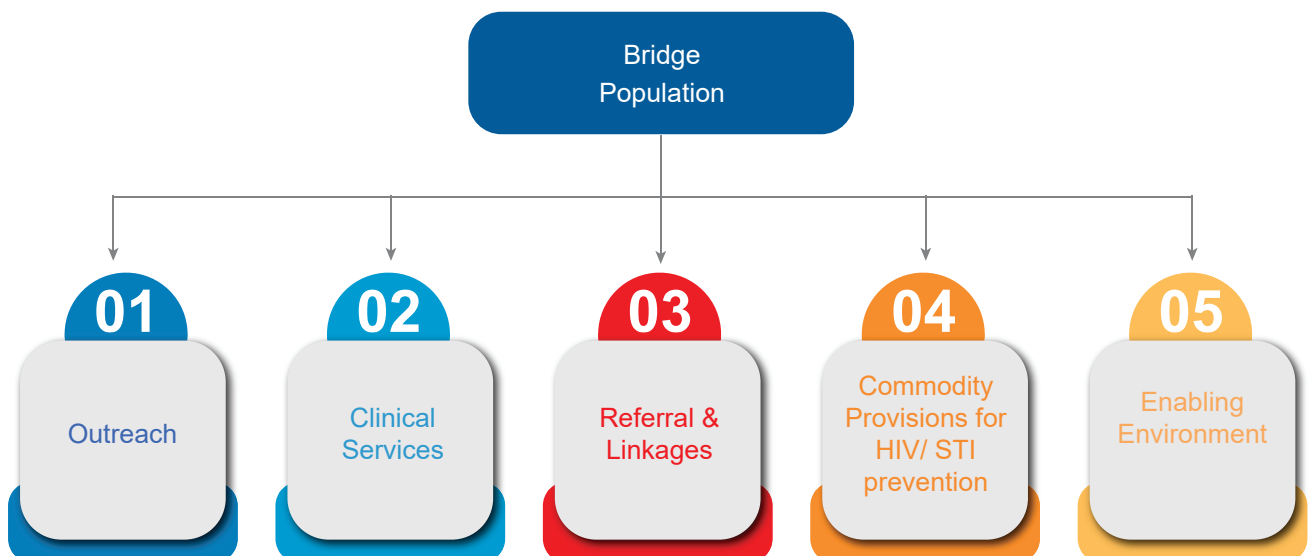 Bridge
Population
01
02
03
04
05
Outreach
Clinical
Services
Referral &
Linkages
Commodity
Provisions for
HIV/ STI
prevention
Enabling
Environment